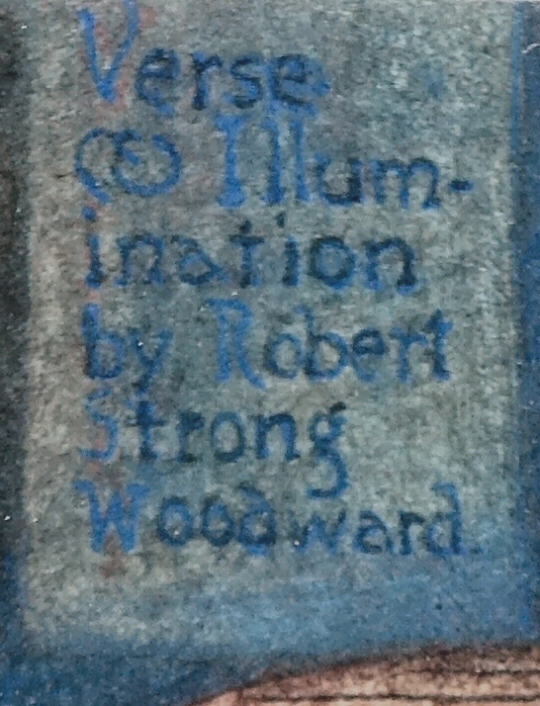 Verse
& Illum-
ination
by Robert
Strong
Woodward.